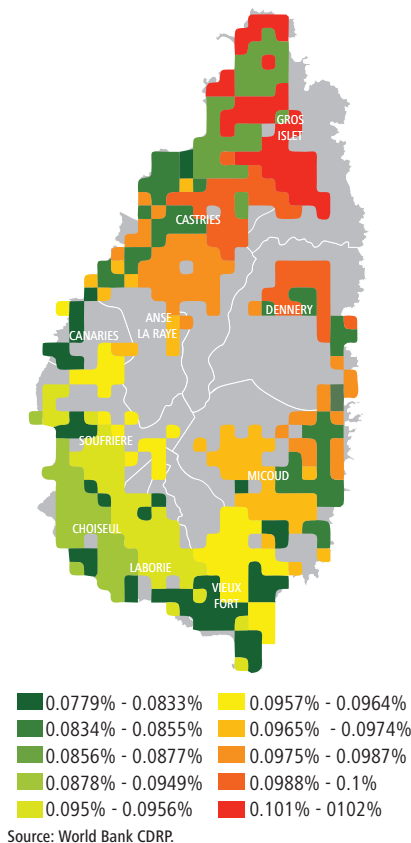 GROS
ISLET
CASTRIES
DENNERY
ANSE
LA RAYE
CANARIES
SOUFRIERE
MICOUD
CHOISEUL
LABORIE
VIEUX
FORT
0.0779% - 0.0833%
0.0834% - 0.0855%
0.0856% - 0.0877%
0.0878% - 0.0949%
0.095% - 0.0956%
0.0957% - 0.0964%
0.0965% - 0.0974%
0.0975% - 0.0987%
0.0988% - 0.1%
0.101% - 0102%
Source: World Bank CDRP.